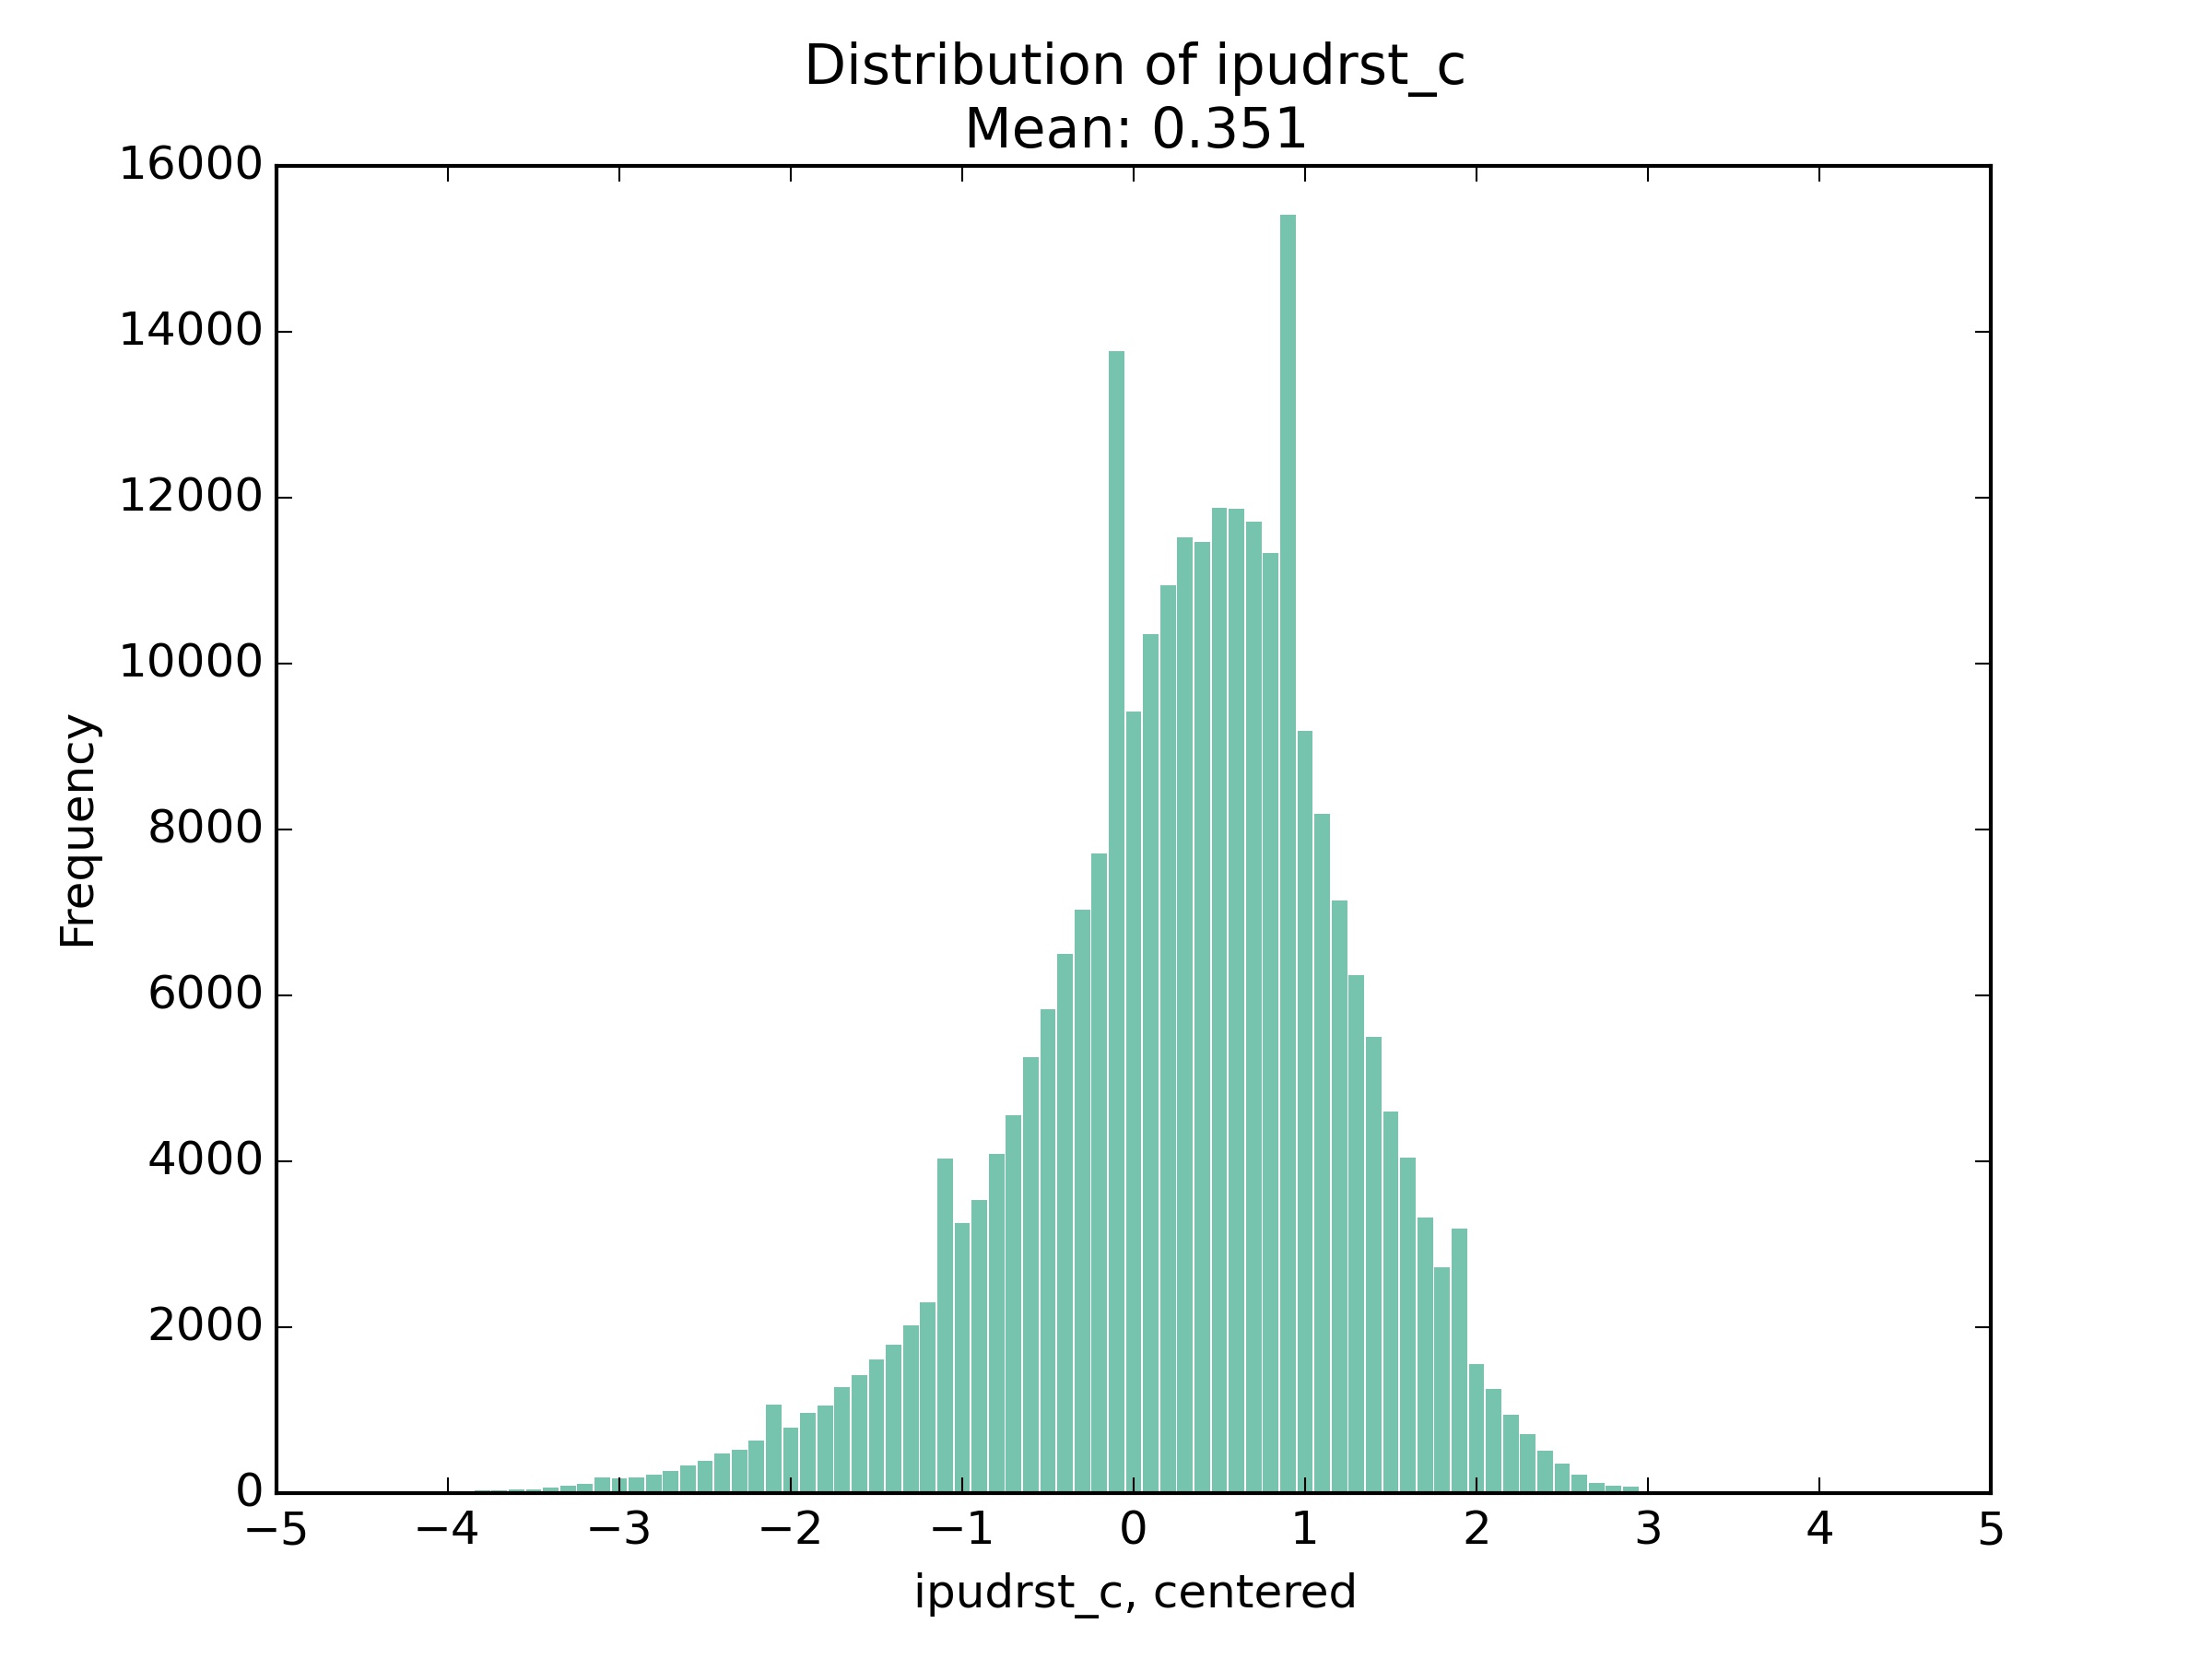 Distribution of ipudrst_c
Mean: 0.351
16000
14000
12000
10000
8000
6000
4000
2000
0
Frequency
−5 −4 −3 −2 −1 0 1 2 3 4 5
ipudrst_c, centered